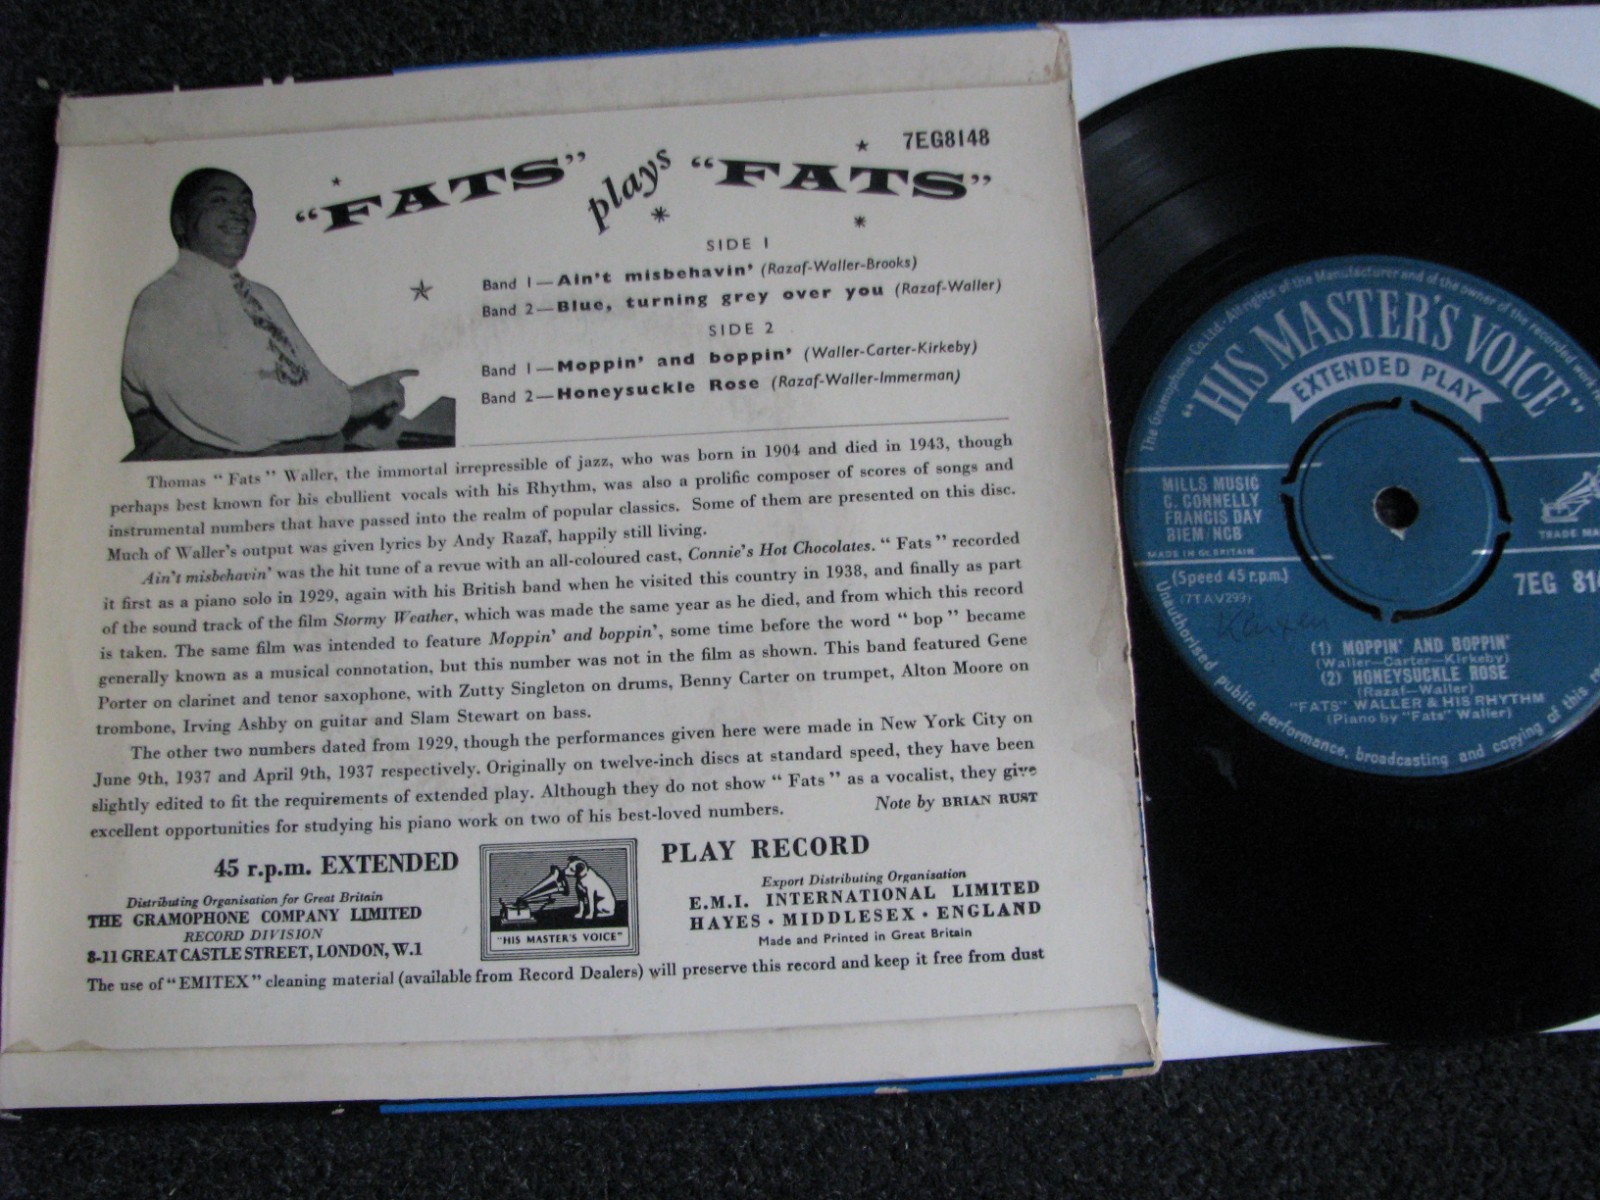 7EG8148
"FATS" plays "FATS"
SIDE 1
Band 1—Ain't misbehavin' (Razaf-Waller-Brooks)
Band 2—Blue, turning grey over you (Razaf-Waller)
SIDE 2
Band 1—Moppin' and boppin' (Waller-Carter-Kirkeby)
Band 2—Honeysuckle Rose (Razaf-Waller-Immerman)
Thomas "Fats" Waller, the immortal irrepressible of jazz, who was born in 1904 and died in 1943, though
perhaps best known for his ebullient vocals with his Rhythm, was also a prolific composer of scores of songs and
instrumental numbers that have passed into the realm of popular classics. Some of them are presented on this disc.
Much of Waller's output was given lyrics by Andy Razaf, happily still living.
Ain't misbehavin' was the hit tune of a revue with an all-coloured cast, Connie's Hot Chocolates. "Fats" recorded
it first as a piano solo in 1929, again with his British band when he visited this country in 1938, and finally as part
of the sound track of the film Stormy Weather, which was made the same year as he died, and from which this record
is taken. The same film was intended to feature Moppin' and boppin', some time before the word "bop" became
generally known as a musical connotation, but this number was not in the film as shown. This band featured Gene
Porter on clarinet and tenor saxophone, with Zutty Singleton on drums, Benny Carter on trumpet, Alton Moore on
trombone, Irving Ashby on guitar and Slam Stewart on bass.
The other two numbers dated from 1929, though the performances given here were made in New York City on
June 9th, 1937 and April 9th, 1937 respectively. Originally on twelve-inch discs at standard speed, they have been
slightly edited to fit the requirements of extended play. Although they do not show "Fats" as a vocalist, they give
excellent opportunities for studying his piano work on two of his best-loved numbers.
Note by BRIAN RUST
45 r.p.m. EXTENDED PLAY RECORD
Distributing Organisation for Great Britain
THE GRAMOPHONE COMPANY LIMITED
RECORD DIVISION
8-11 GREAT CASTLE STREET, LONDON, W.1
"HIS MASTER'S VOICE"
Export Distributing Organisation
E.M.I. INTERNATIONAL LIMITED
HAYES · MIDDLESEX · ENGLAND
Made and Printed in Great Britain
The use of "EMITEX" cleaning material (available from Record Dealers) will preserve this record and keep it free from dust
The Gramophone Co. Ltd. · All rights of the Manufacturer and of the owner of the recorded work
"HIS MASTER'S VOICE"
EXTENDED PLAY
MILLS MUSIC
C. CONNELLY
FRANCIS DAY
BIEM/NCB
MADE IN GT. BRITAIN
TRADE MA
(Speed 45 r.p.m.)
(7TAV299)
7EG 814
(1) MOPPIN' AND BOPPIN'
(Waller—Carter—Kirkeby)
(2) HONEYSUCKLE ROSE
(Razaf—Waller)
"FATS" WALLER & HIS RHYTHM
(Piano by "Fats" Waller)
Unauthorised public performance, broadcasting and copying of this re